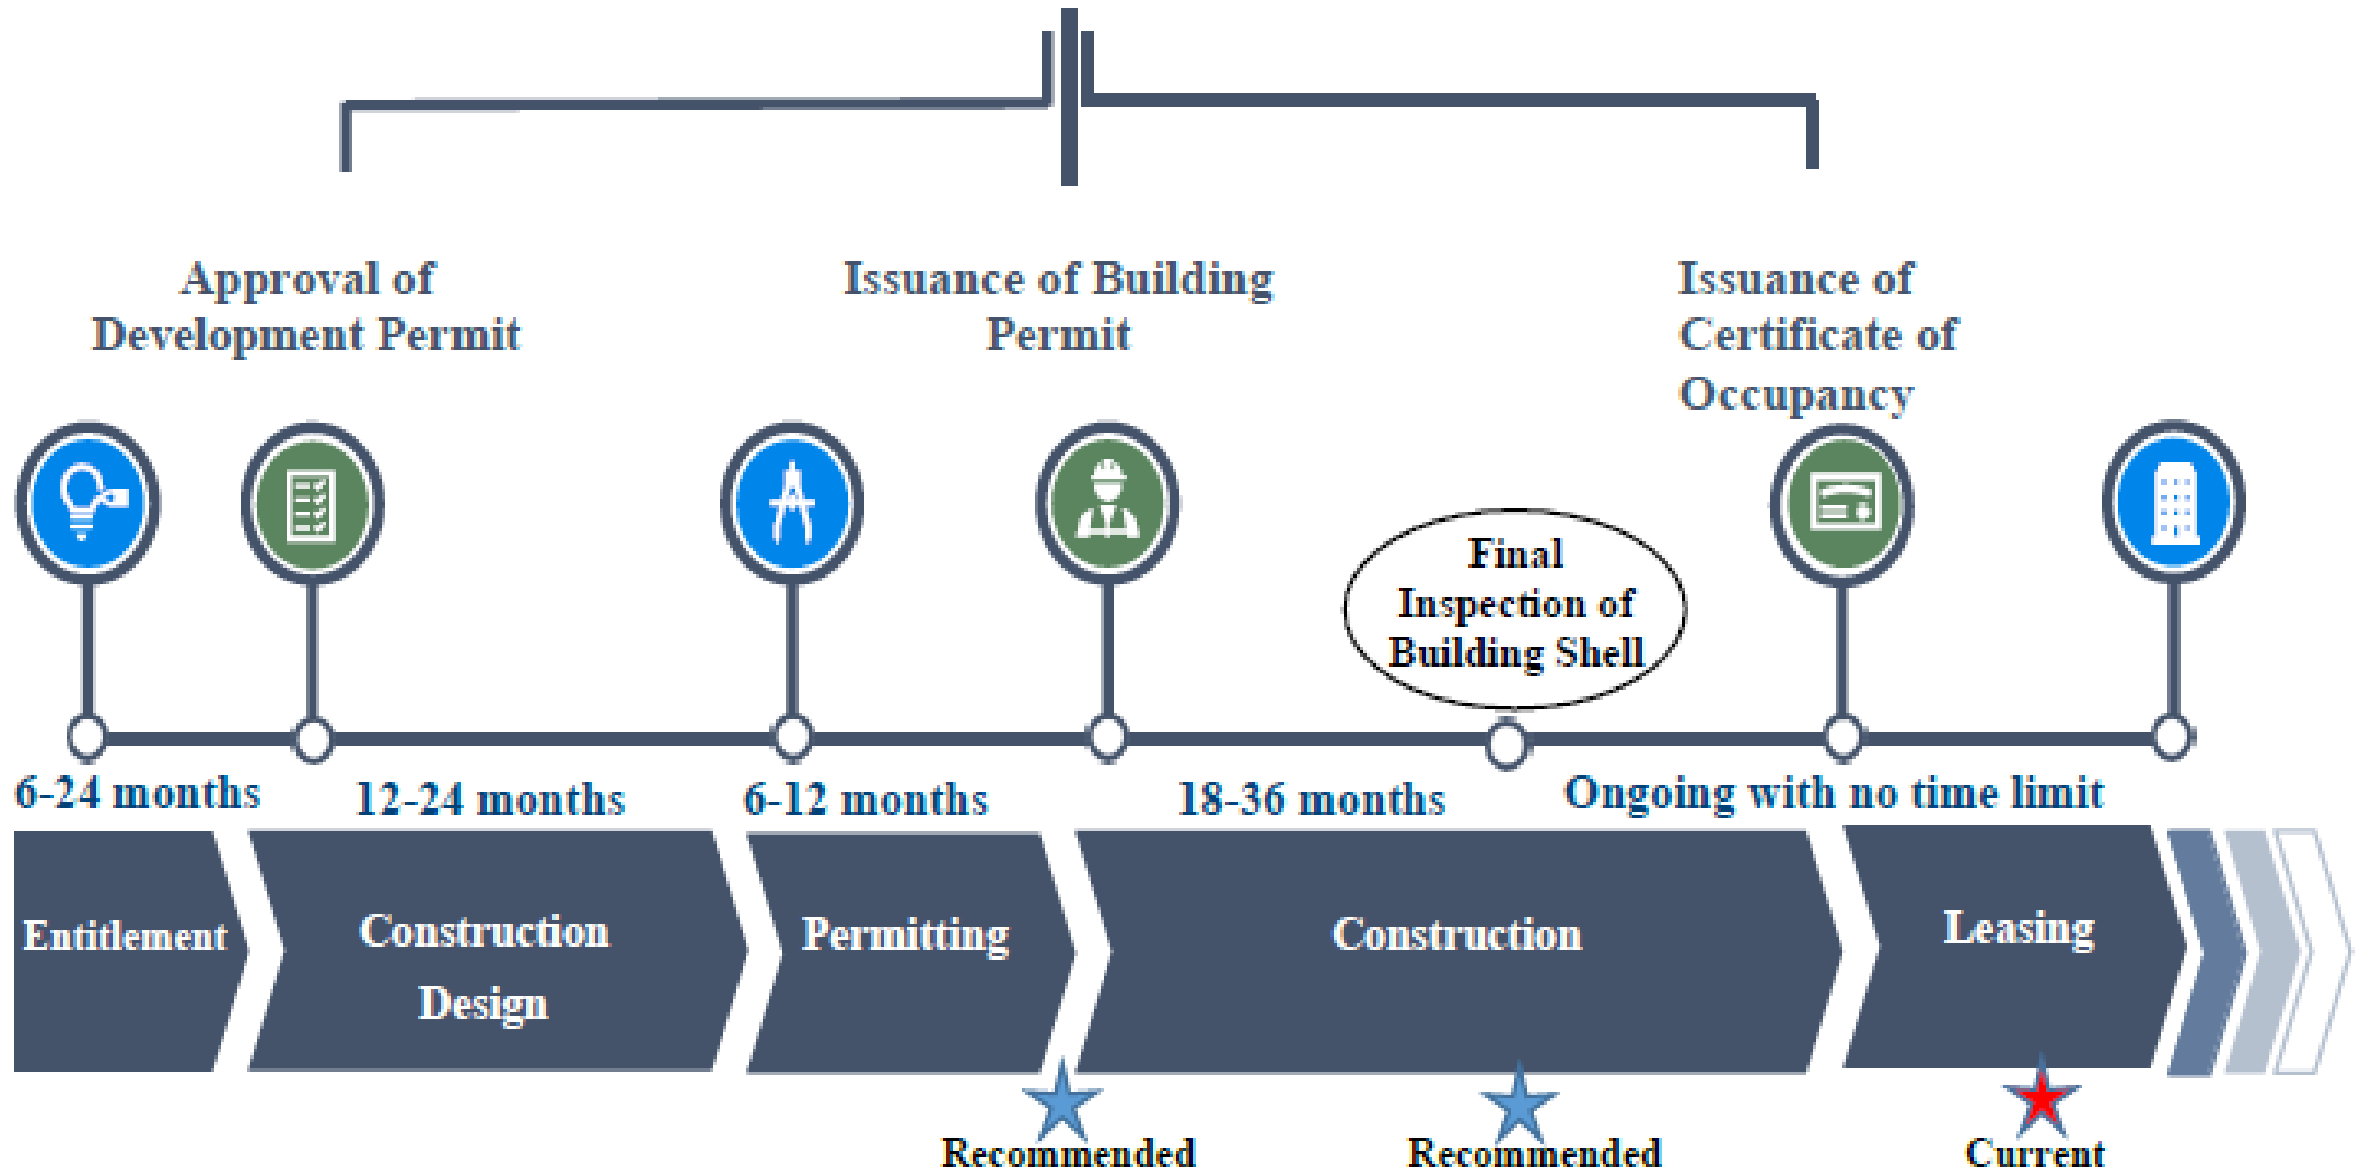 Approval of
Development Permit
Issuance of Building
Permit
Issuance of
Certificate of
Occupancy
Final
Inspection of
Building Shell
6-24 months
12-24 months
6-12 months
18-36 months
Ongoing with no time limit
Entitlement
Construction
Design
Permitting
Construction
Leasing
Recommended
Recommended
Current